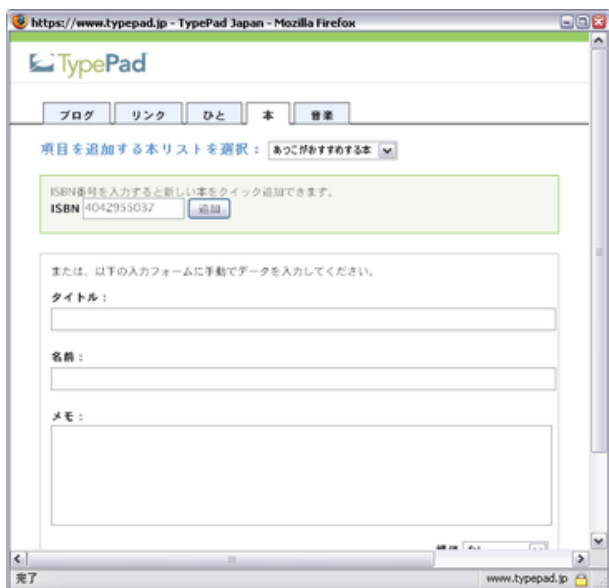 https://www.typepad.jp - TypePad Japan - Mozilla Firefox
TypePad
ブログ リンク ひと 本 音楽
項目を追加する本リストを選択： あつこがおすすめする本
ISBN番号を入力すると新しい本をクイック追加できます。
ISBN 4042955037 追加
または、以下の入力フォームに手動でデータを入力してください。
タイトル：
名前：
メモ：
完了 www.typepad.jp